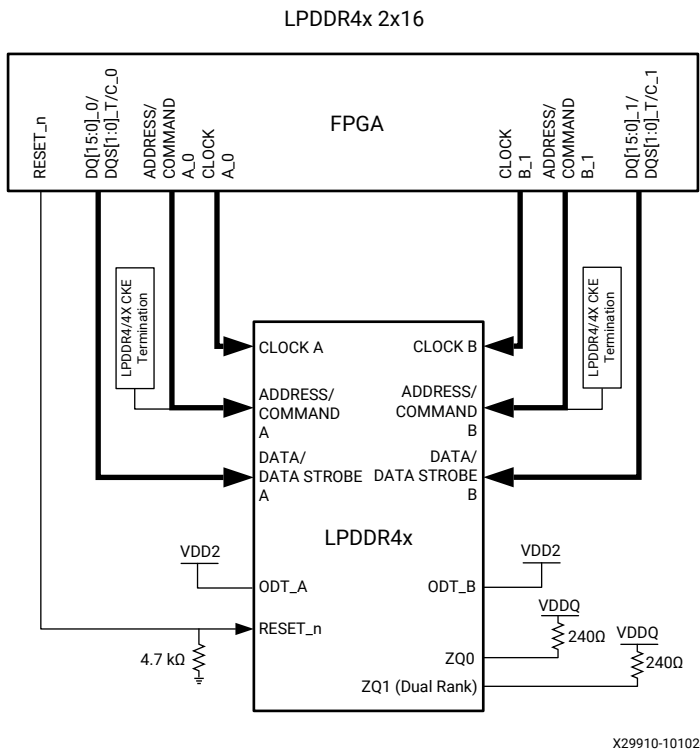 LPDDR4x 2x16
FPGA
RESET_n
DQ[15:0]_0/
DQS[1:0]_T/C_0
ADDRESS/
COMMAND
A_0
CLOCK
A_0
CLOCK
B_1
ADDRESS/
COMMAND
B_1
DQ[15:0]_1/
DQS[1:0]_T/C_1
LPDDR4/4X CKE
Termination
LPDDR4/4X CKE
Termination
CLOCK A
CLOCK B
ADDRESS/
COMMAND
A
ADDRESS/
COMMAND
B
DATA/
DATA STROBE
A
DATA/
DATA STROBE
B
LPDDR4x
VDD2
VDD2
ODT_A
ODT_B
VDDQ
240Ω
VDDQ
240Ω
RESET_n
4.7 kΩ
ZQ0
ZQ1 (Dual Rank)
X29910-10102